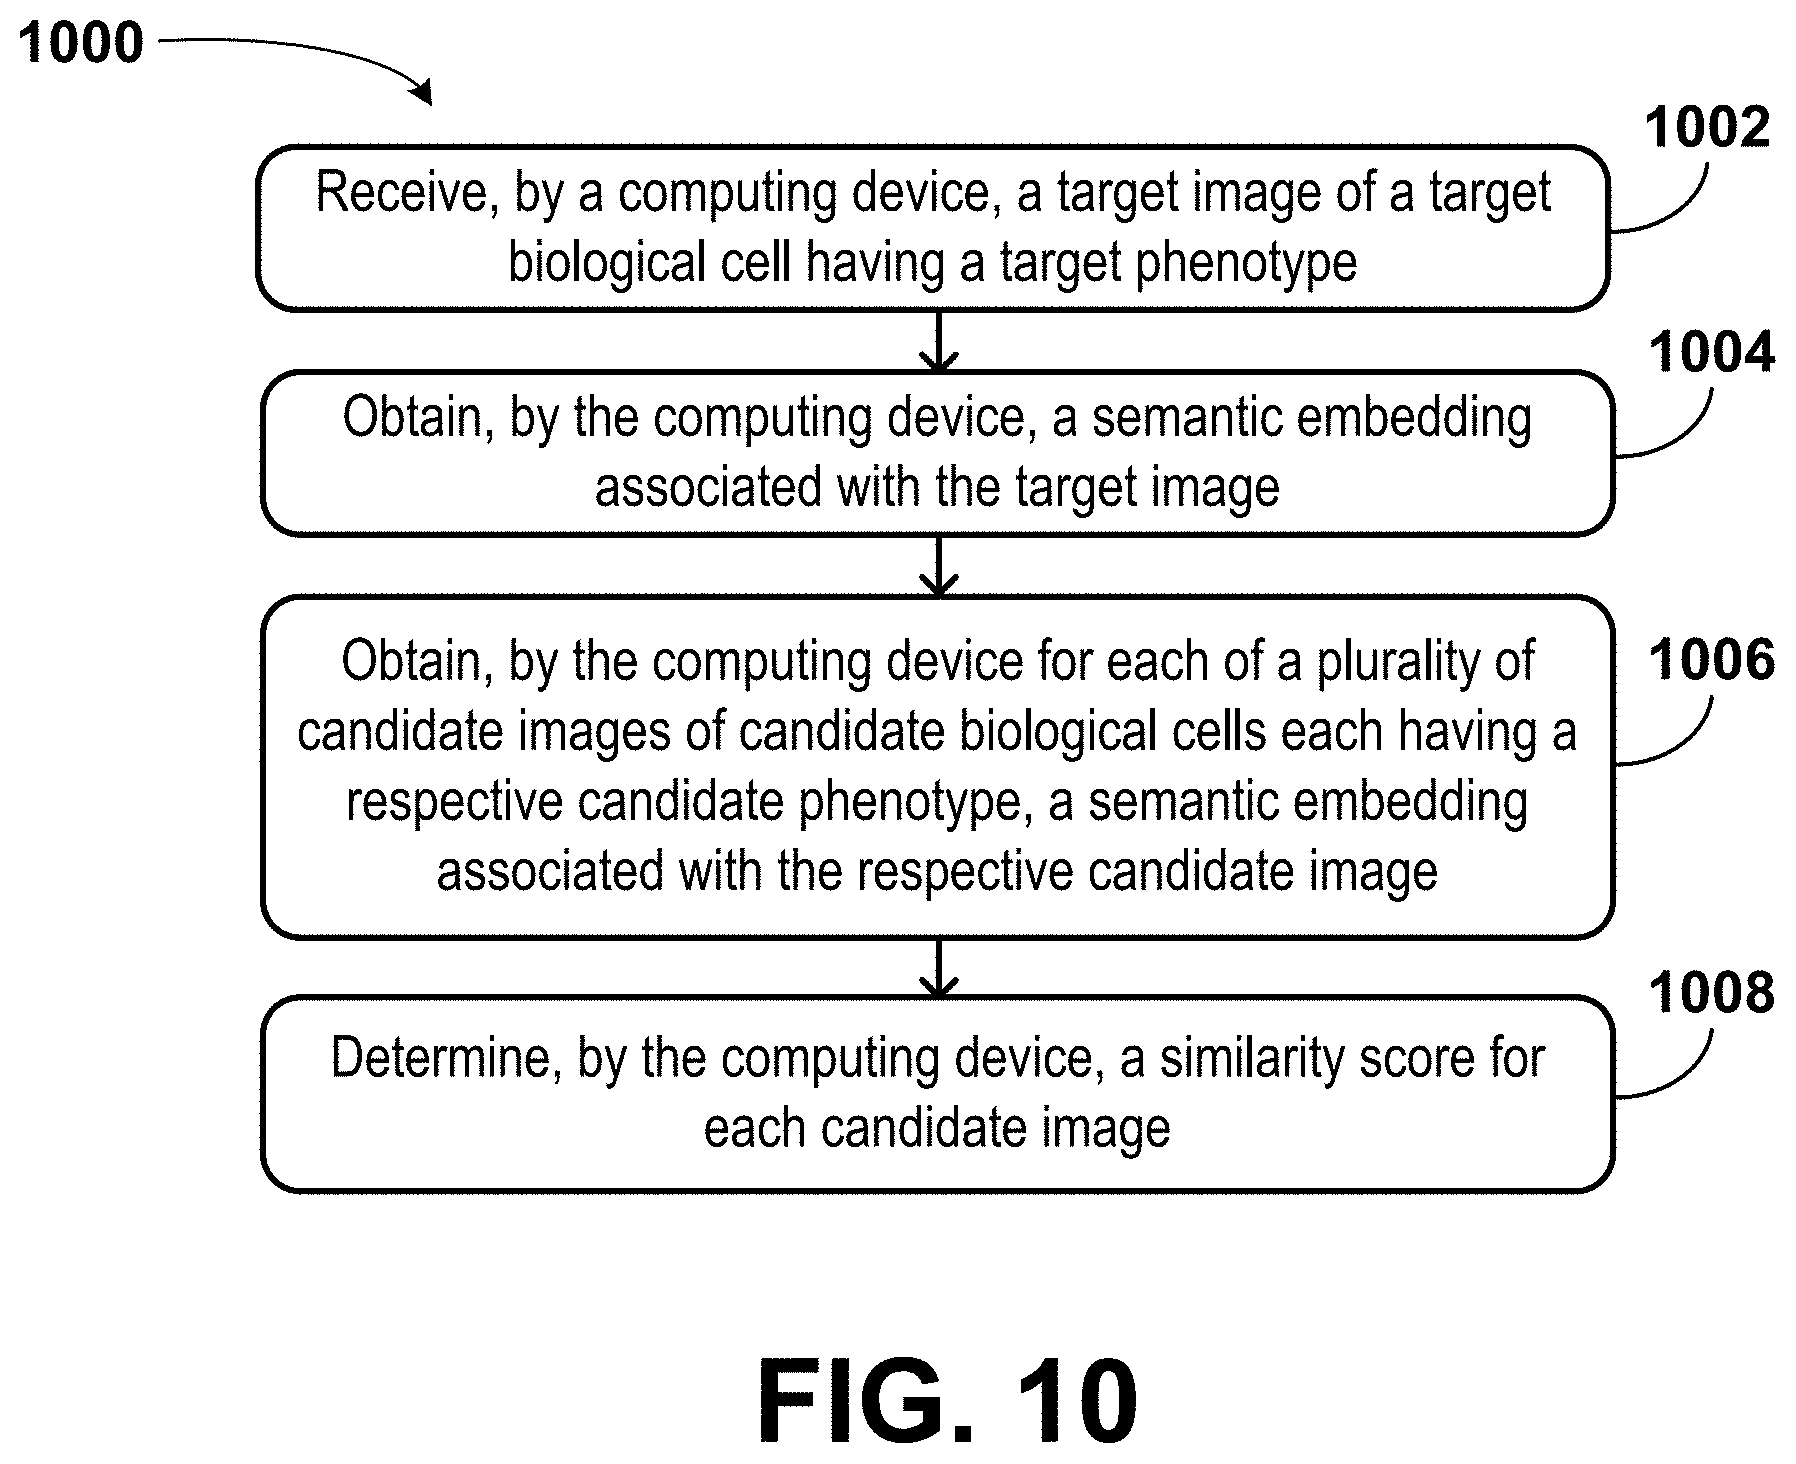 1000
1002
Receive, by a computing device, a target image of a target
biological cell having a target phenotype
1004
Obtain, by the computing device, a semantic embedding
associated with the target image
1006
Obtain, by the computing device for each of a plurality of
candidate images of candidate biological cells each having a
respective candidate phenotype, a semantic embedding
associated with the respective candidate image
1008
Determine, by the computing device, a similarity score for
each candidate image
FIG. 10